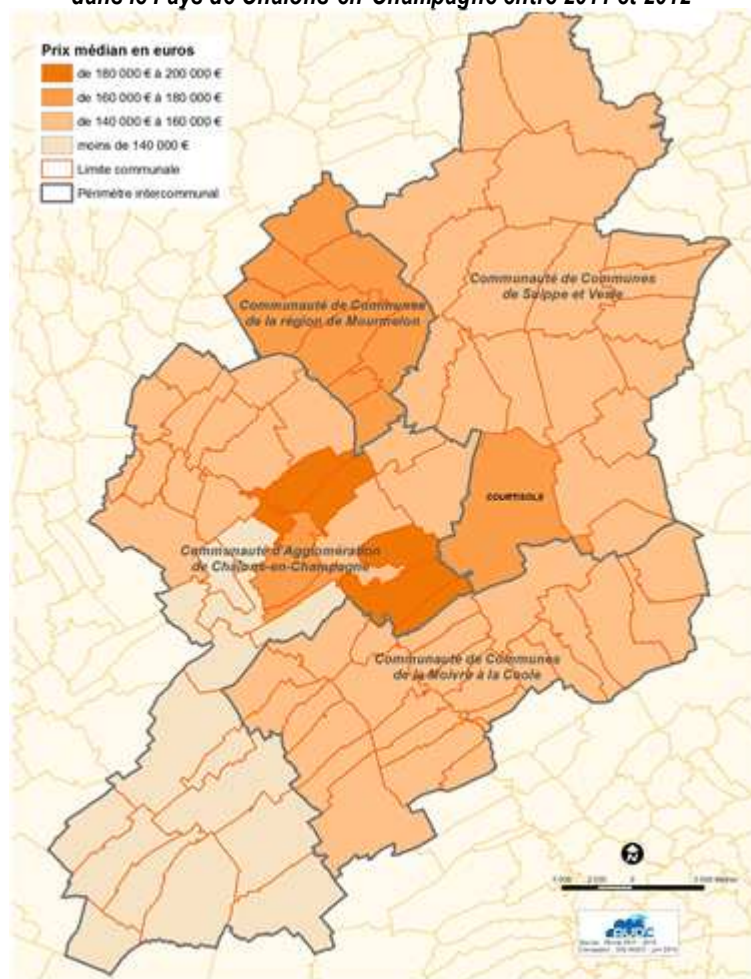 dans le Pays de Châlons-en-Champagne entre 2011 et 2012
Prix médian en euros
de 180 000 € à 200 000 €
de 160 000 € à 180 000 €
de 140 000 € à 160 000 €
moins de 140 000 €
Limite communale
Périmètre intercommunal
Communauté de Communes
de Suippe et Vesle
Communauté de Communes
de la région de Mourmelon
COURTISOLS
Communauté d'Agglomération
de Châlons-en-Champagne
Communauté de Communes
de la Moivre à la Coole
N